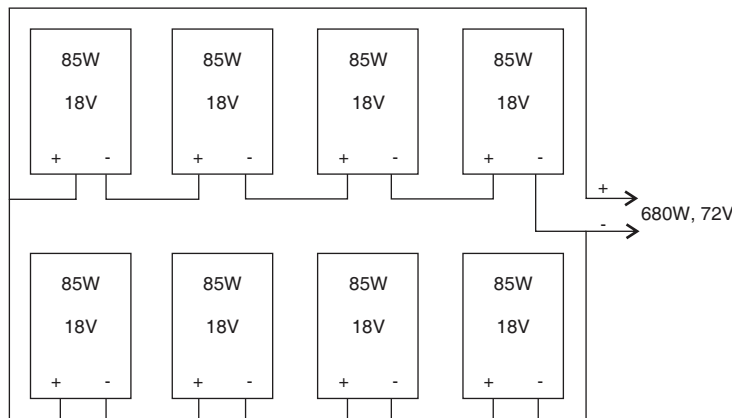 85W 85W 85W 85W
18V 18V 18V 18V
+ - + - + - + -
+
680W, 72V
-
85W 85W 85W 85W
18V 18V 18V 18V
+ - + - + - + -